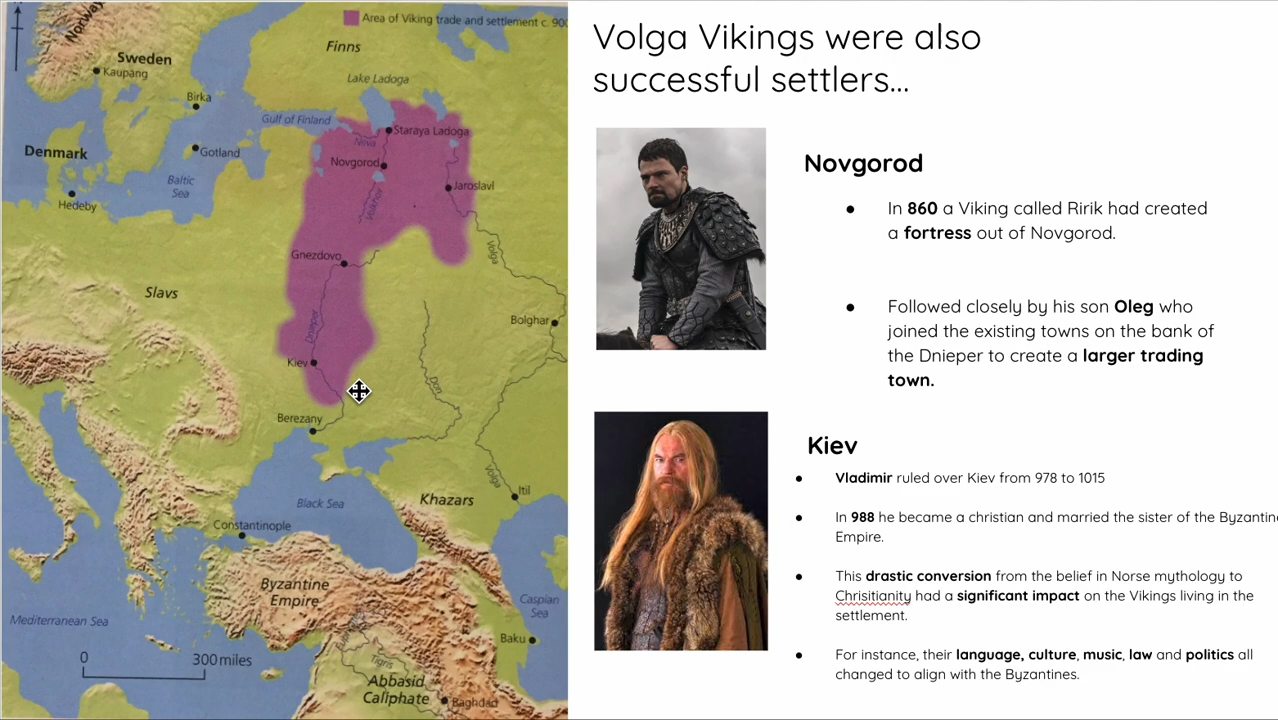 Norway
Area of Viking trade and settlement c. 900
Finns
Sweden
Kaupang
Lake Ladoga
Birka
Gulf of Finland
Staraya Ladoga
Neva
Denmark
Gotland
Novgorod
Baltic
Sea
Jaroslavl
Hedeby
Volkhov
Volga
Gnezdovo
Slavs
Dnieper
Bolghar
Kiev
Don
Berezany
Volga
Itil
Khazars
Black Sea
Constantinople
Byzantine
Empire
Caspian
Sea
Mediterranean Sea
Baku
Euphrates
Tigris
0 300 miles
Abbasid
Caliphate
Baghdad
Volga Vikings were also
successful settlers...
Novgorod
● In 860 a Viking called Ririk had created
a fortress out of Novgorod.
● Followed closely by his son Oleg who
joined the existing towns on the bank of
the Dnieper to create a larger trading
town.
Kiev
● Vladimir ruled over Kiev from 978 to 1015
● In 988 he became a christian and married the sister of the Byzantine
Empire.
● This drastic conversion from the belief in Norse mythology to
Chrisitianity had a significant impact on the Vikings living in the
settlement.
● For instance, their language, culture, music, law and politics all
changed to align with the Byzantines.